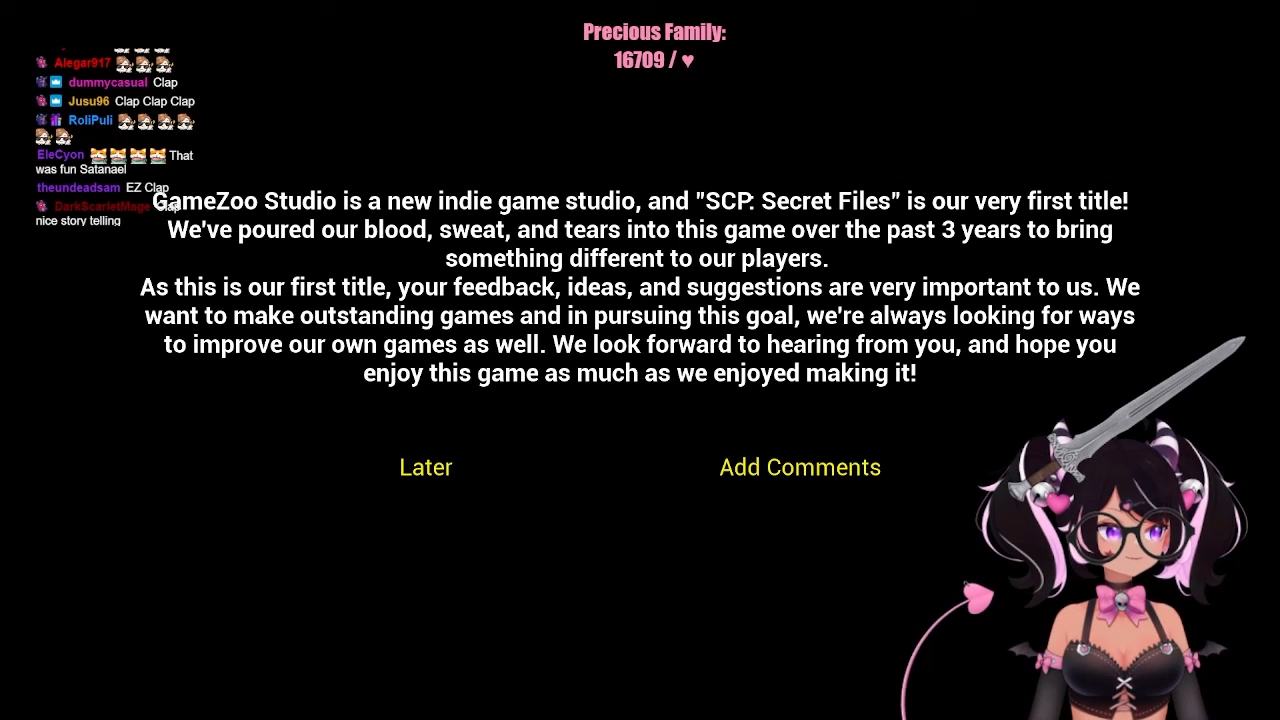 Precious Family:
16709 / ♥
Alegar917
dummycasual Clap
Jusu96 Clap Clap Clap
RoliPuli
EleCyon That
was fun Satanael
theundeadsam EZ Clap
DarkScarletMage Clap
nice story telling
GameZoo Studio is a new indie game studio, and "SCP: Secret Files" is our very first title!
We've poured our blood, sweat, and tears into this game over the past 3 years to bring
something different to our players.
As this is our first title, your feedback, ideas, and suggestions are very important to us. We
want to make outstanding games and in pursuing this goal, we're always looking for ways
to improve our own games as well. We look forward to hearing from you, and hope you
enjoy this game as much as we enjoyed making it!
Later
Add Comments